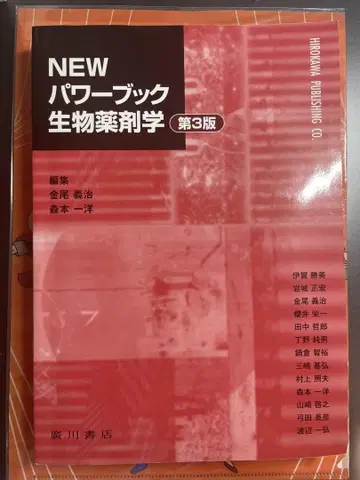 NEW
パワーブック
生物薬剤学 第3版
HIROKAWA PUBLISHING CO.
編集
金尾 義治
森本 一洋
伊賀 勝美
岩城 正宏
金尾 義治
櫻井 栄一
田中 哲郎
丁野 純男
鍋倉 智裕
三嶋 基弘
村上 照夫
森本 一洋
山﨑 啓之
弓田 長彦
渡辺 一弘
廣川書店